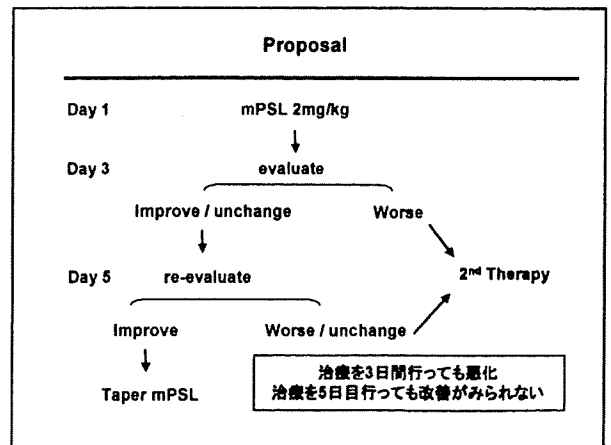 Proposal
Day 1 mPSL 2mg/kg
Day 3 evaluate
Improve / unchange Worse
Day 5 re-evaluate 2nd Therapy
Improve Worse / unchange
Taper mPSL
治療を3日間行っても悪化
治療を5日目行っても改善がみられない